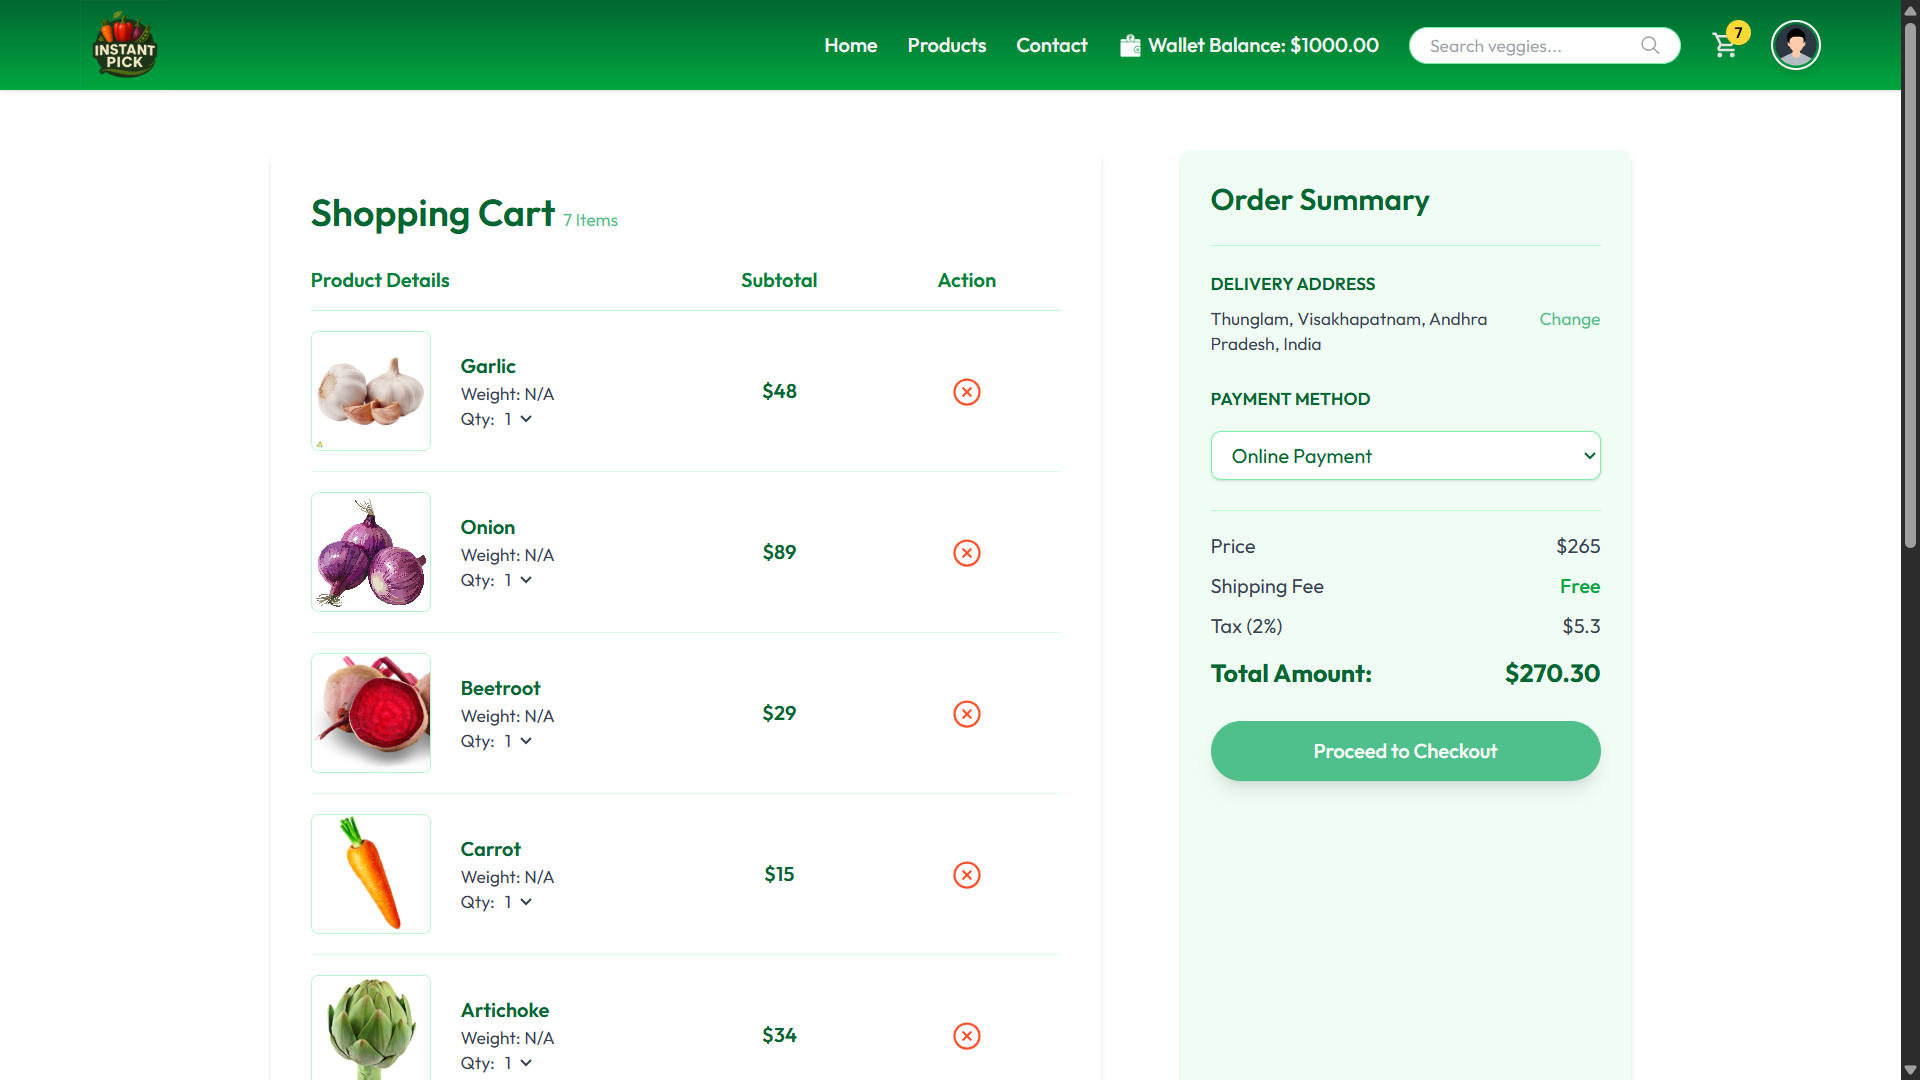 INSTANT
PICK
Home
Products
Contact
Wallet Balance: $1000.00
Search veggies...
7
Shopping Cart 7 Items
Product Details
Subtotal
Action
Garlic
Weight: N/A
Qty: 1
$48
Onion
Weight: N/A
Qty: 1
$89
Beetroot
Weight: N/A
Qty: 1
$29
Carrot
Weight: N/A
Qty: 1
$15
Artichoke
Weight: N/A
Qty: 1
$34
Order Summary
DELIVERY ADDRESS
Thunglam, Visakhapatnam, Andhra
Pradesh, India
Change
PAYMENT METHOD
Online Payment
Price $265
Shipping Fee Free
Tax (2%) $5.3
Total Amount: $270.30
Proceed to Checkout